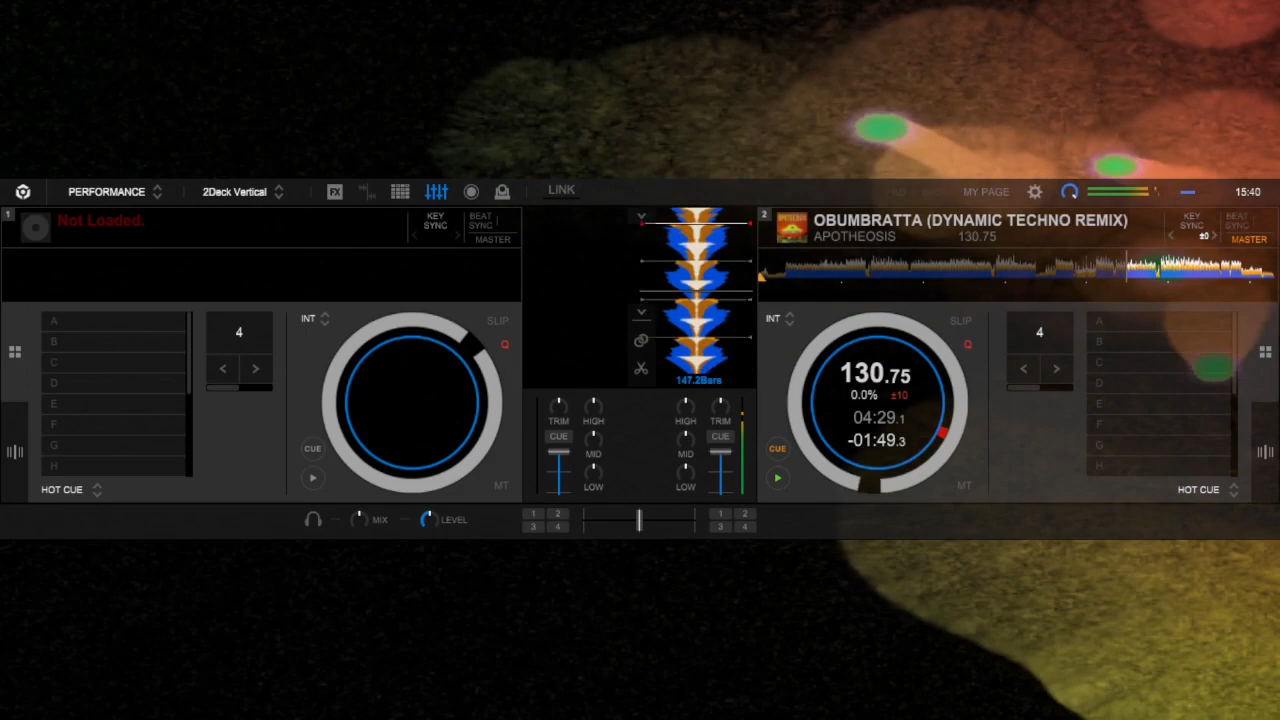 PERFORMANCE 2Deck Vertical FX LINK MY PAGE 15:40
1 Not Loaded. KEY SYNC BEAT SYNC MASTER
2 OBUMBRATTA (DYNAMIC TECHNO REMIX) KEY SYNC ±0 BEAT SYNC MASTER
APOTHEOSIS 130.75
A
B
C
D
E
F
G
H
HOT CUE
4
INT SLIP
Q
CUE
MT
147.2Bars
TRIM HIGH HIGH TRIM
CUE CUE
MID MID
LOW LOW
INT SLIP
Q
130.75
0.0% ±10
04:29.1
-01:49.3
CUE
MT
4
A
B
C
D
E
F
G
H
HOT CUE
MIX LEVEL
1 2 1 2
3 4 3 4